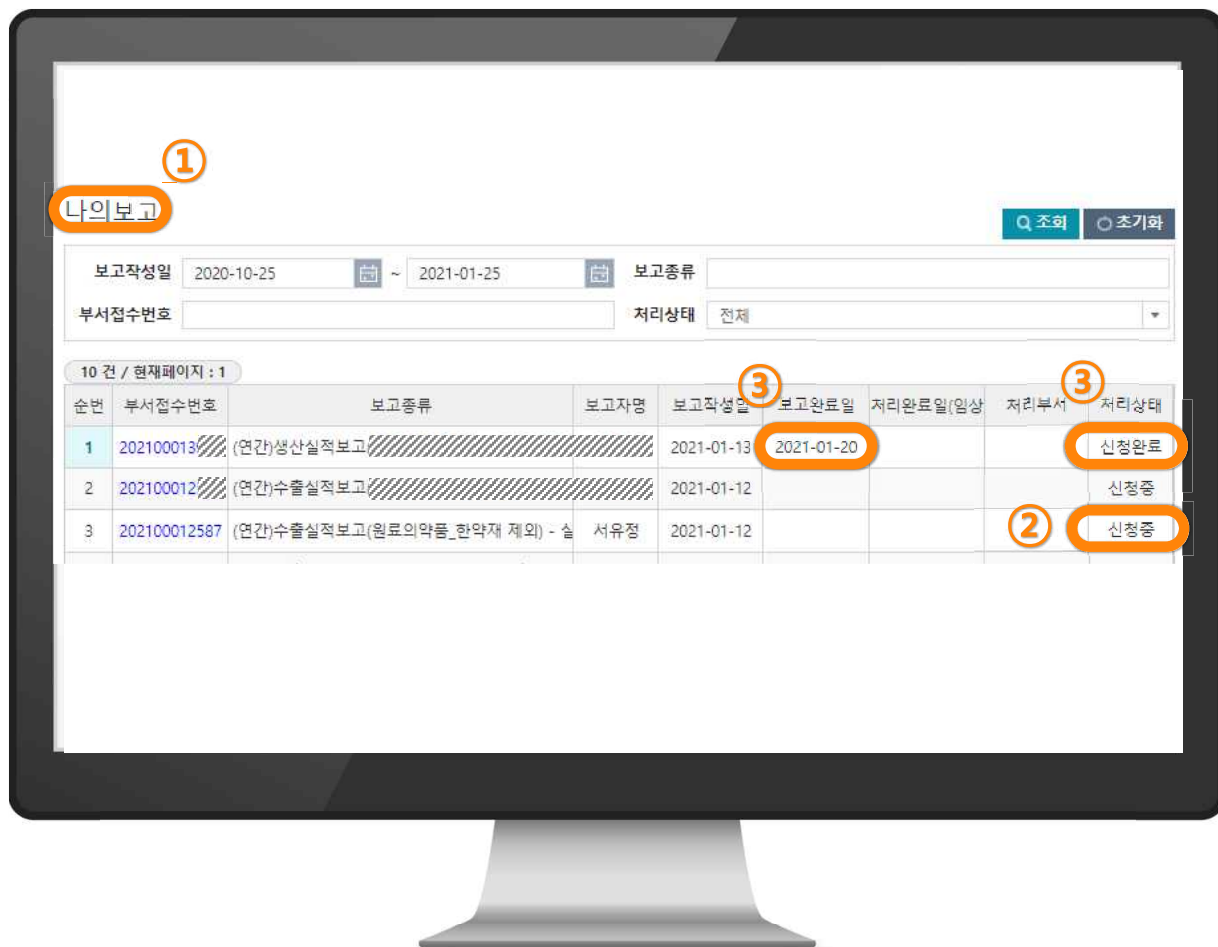 ①
나의보고
조회 초기화
보고작성일 2020-10-25 ~ 2021-01-25 보고종류
부서접수번호 처리상태 전체
10 건 / 현재페이지 : 1
③ ③
순번 부서접수번호 보고종류 보고자명 보고작성일 보고완료일 처리완료일(임상 처리부서 처리상태
1 202100013 (연간)생산실적보고 2021-01-13 2021-01-20 신청완료
2 202100012 (연간)수출실적보고 2021-01-12 신청중
3 202100012587 (연간)수출실적보고(원료의약품_한약재 제외) - 실 서유정 2021-01-12 ② 신청중